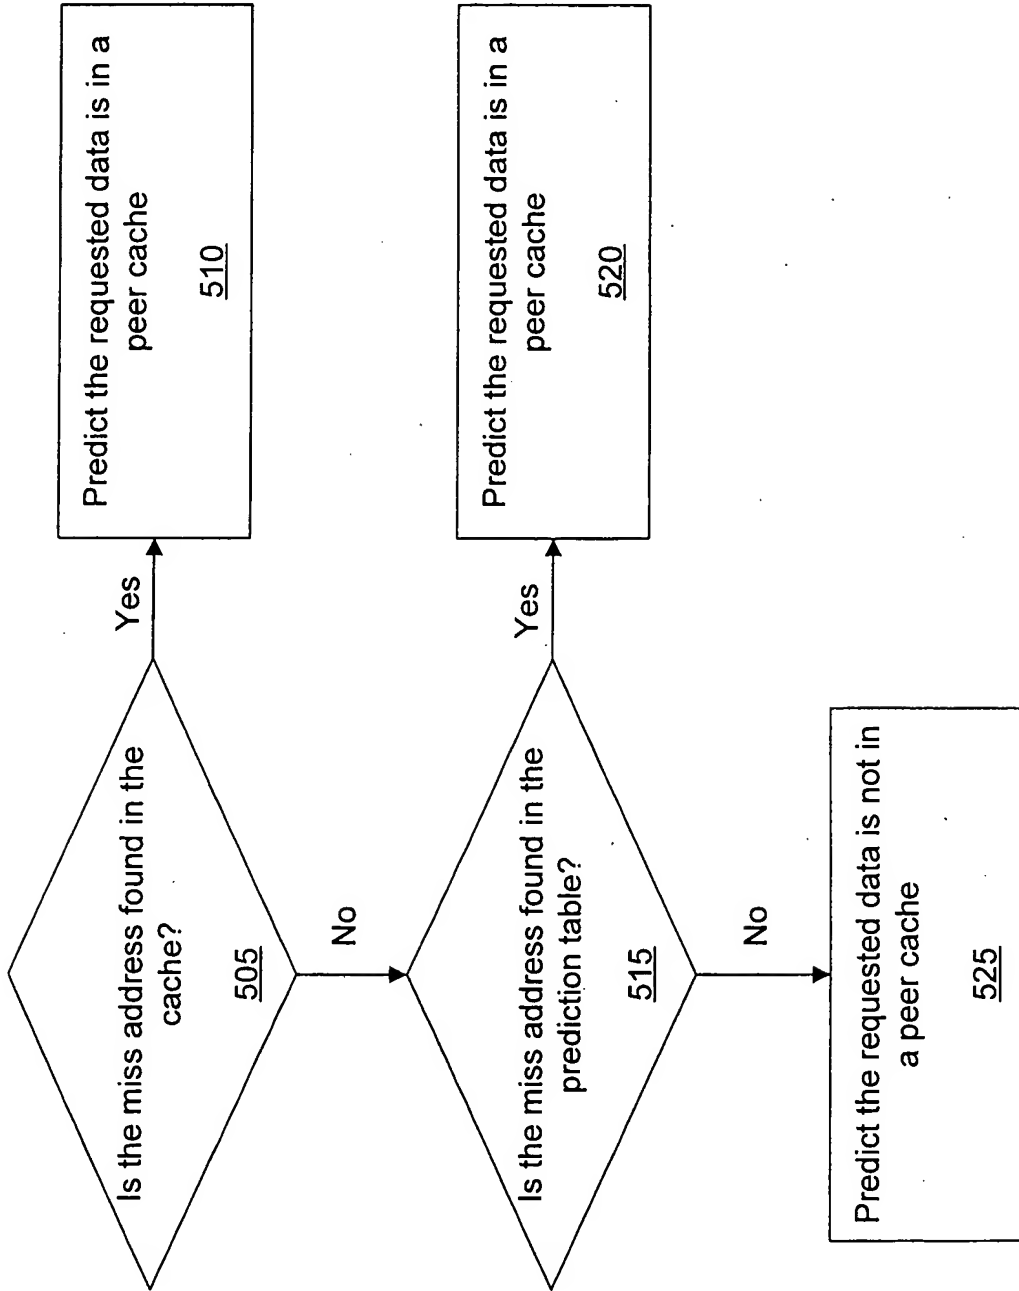 Is the miss address found in the
cache?
505
Yes
Predict the requested data is in a
peer cache
510
No
Is the miss address found in the
prediction table?
515
Yes
Predict the requested data is in a
peer cache
520
No
Predict the requested data is not in
a peer cache
525